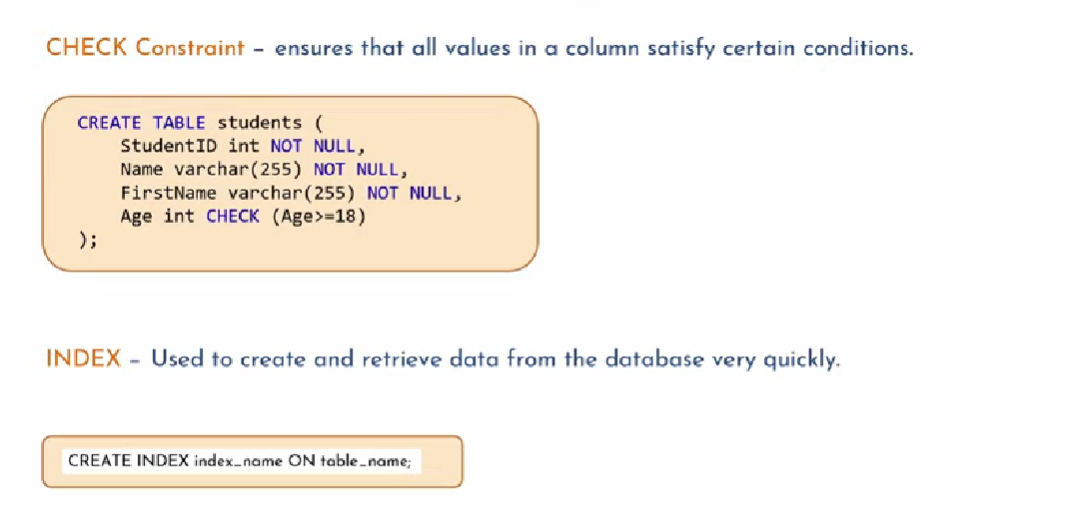 CHECK Constraint – ensures that all values in a column satisfy certain conditions.
CREATE TABLE students (
StudentID int NOT NULL,
Name varchar(255) NOT NULL,
FirstName varchar(255) NOT NULL,
Age int CHECK (Age>=18)
);
INDEX – Used to create and retrieve data from the database very quickly.
CREATE INDEX index_name ON table_name;